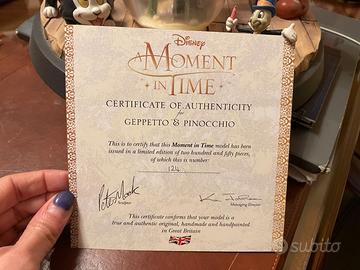 Disney
A MOMENT
IN TIME
CERTIFICATE OF AUTHENTICITY
for
GEPPETTO & PINOCCHIO
This is to certify that this Moment in Time model has been
issued in a limited edition of two hundred and fifty pieces,
of which this is number:
124
Peter Mook
Sculptor
Managing Director
This certificate confirms that your model is a
true and authentic original, handmade and handpainted
in Great Britain
subito